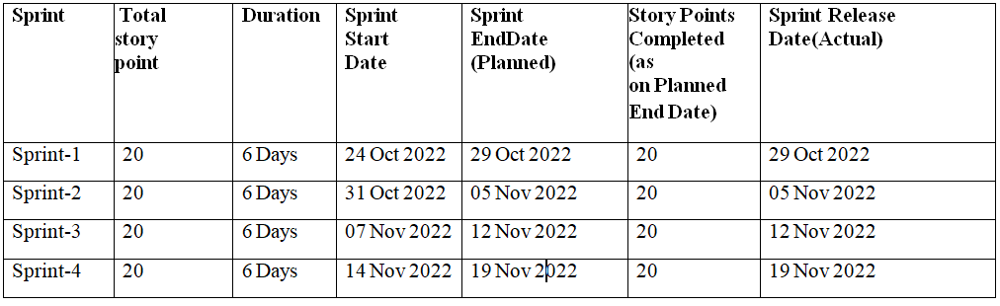 Sprint Total Duration Sprint Sprint Story Points Sprint Release
story Start EndDate Completed Date(Actual)
point Date (Planned) (as
on Planned
End Date)
Sprint-1 20 6 Days 24 Oct 2022 29 Oct 2022 20 29 Oct 2022
Sprint-2 20 6 Days 31 Oct 2022 05 Nov 2022 20 05 Nov 2022
Sprint-3 20 6 Days 07 Nov 2022 12 Nov 2022 20 12 Nov 2022
Sprint-4 20 6 Days 14 Nov 2022 19 Nov 2022 20 19 Nov 2022